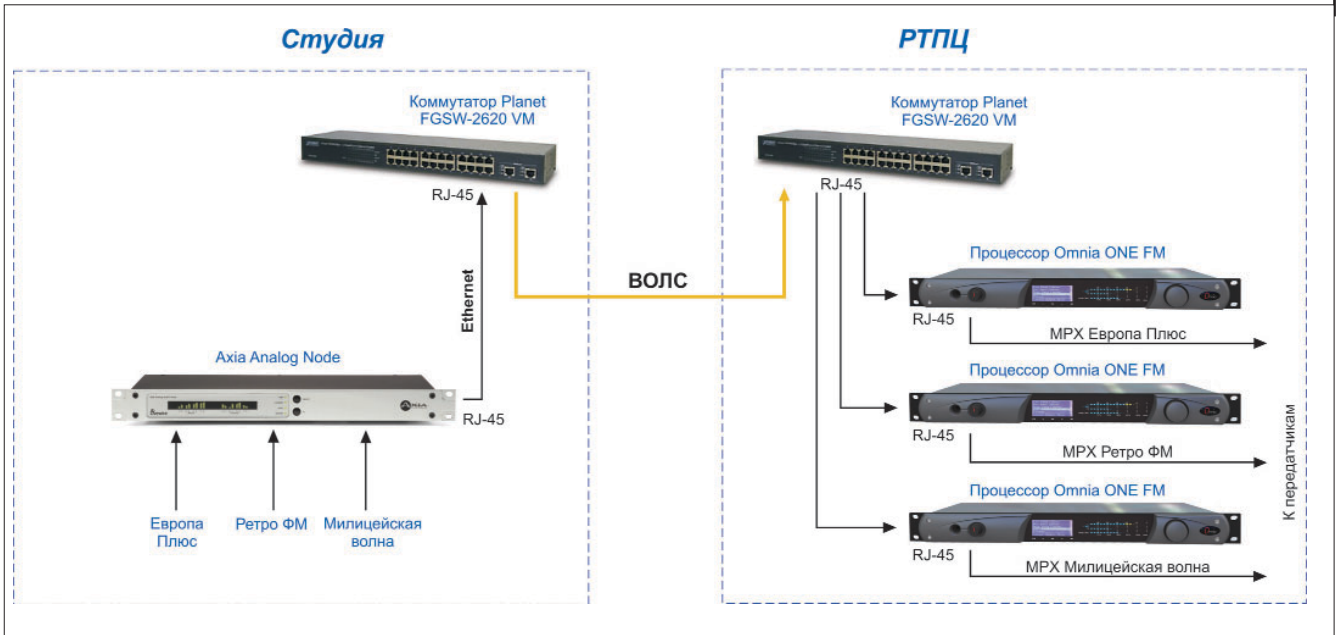 Студия
РТПЦ
Коммутатор Planet
FGSW-2620 VM
Коммутатор Planet
FGSW-2620 VM
RJ-45
RJ-45
Процессор Omnia ONE FM
ВОЛС
Ethernet
RJ-45
MPX Европа Плюс
Axia Analog Node
Процессор Omnia ONE FM
RJ-45
RJ-45
MPX Ретро ФМ
К передатчикам
Процессор Omnia ONE FM
Европа
Плюс
Ретро ФМ
Милицейская
волна
RJ-45
MPX Милицейская волна